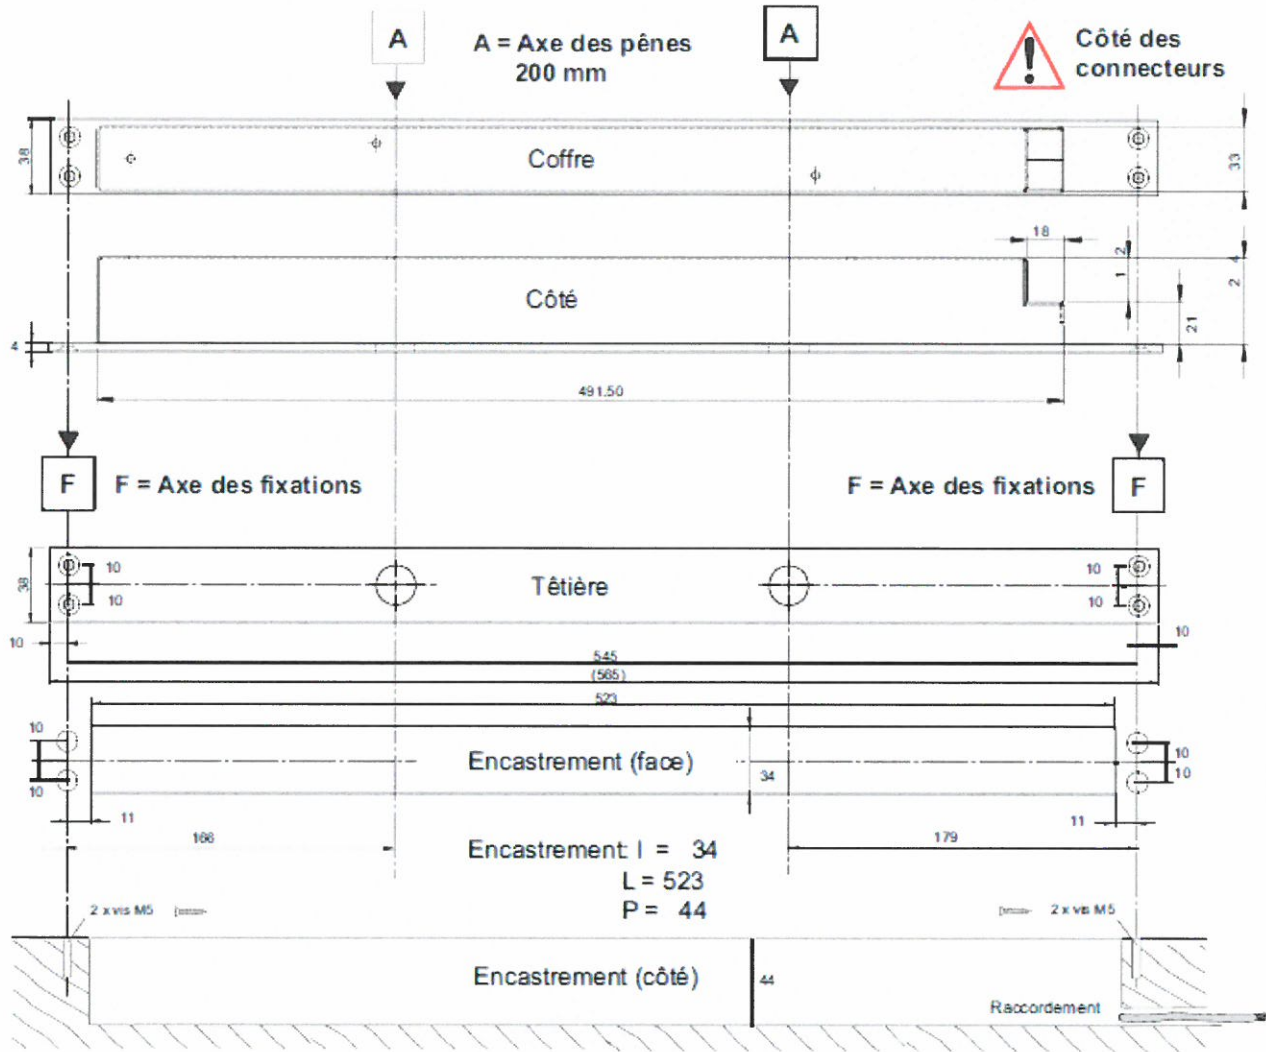 A
A = Axe des pênes
200 mm
A
Côté des
connecteurs
38
Coffre
33
18
Côté
1 2
2 4
21
4
491.50
F
F = Axe des fixations
F = Axe des fixations
F
38
10
10
Têtière
10
10
10
10
545
(565)
523
10
10
Encastrement (face)
34
10
10
11
11
166
179
Encastrement: l = 34
L = 523
P = 44
2 x vis M5
2 x vis M5
Encastrement (côté)
44
Raccordement